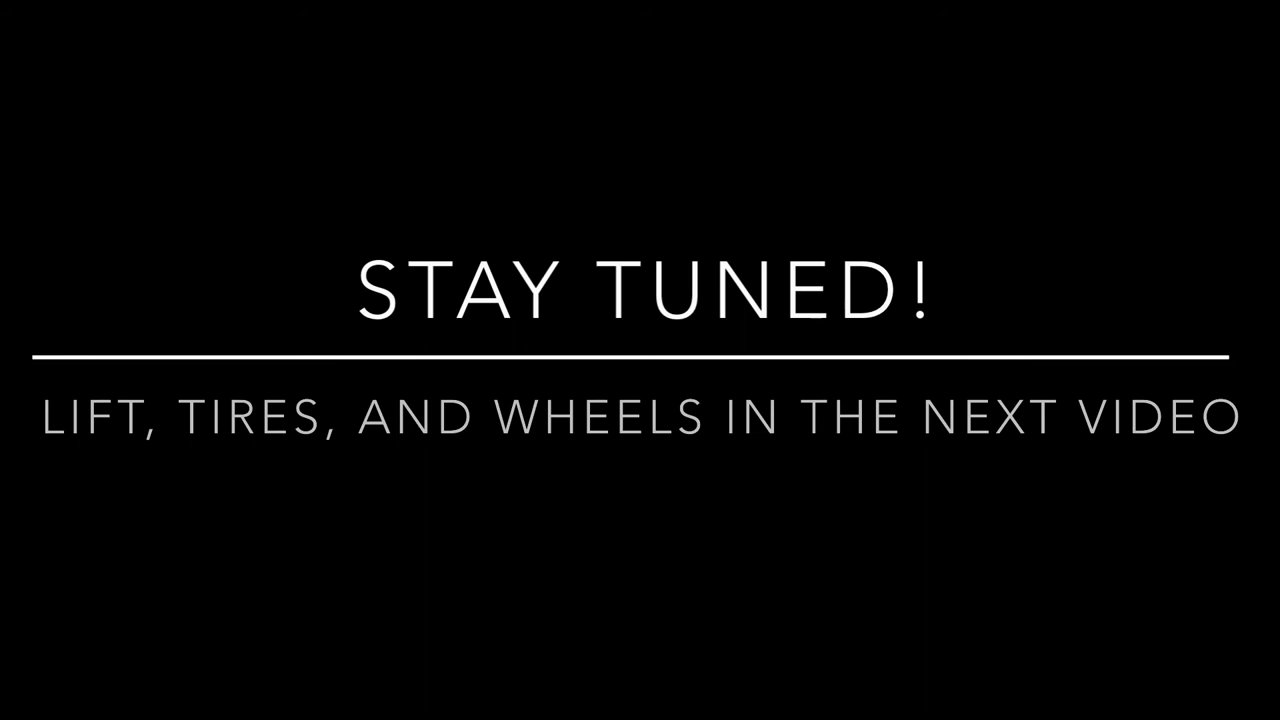 STAY TUNED!
LIFT, TIRES, AND WHEELS IN THE NEXT VIDEO